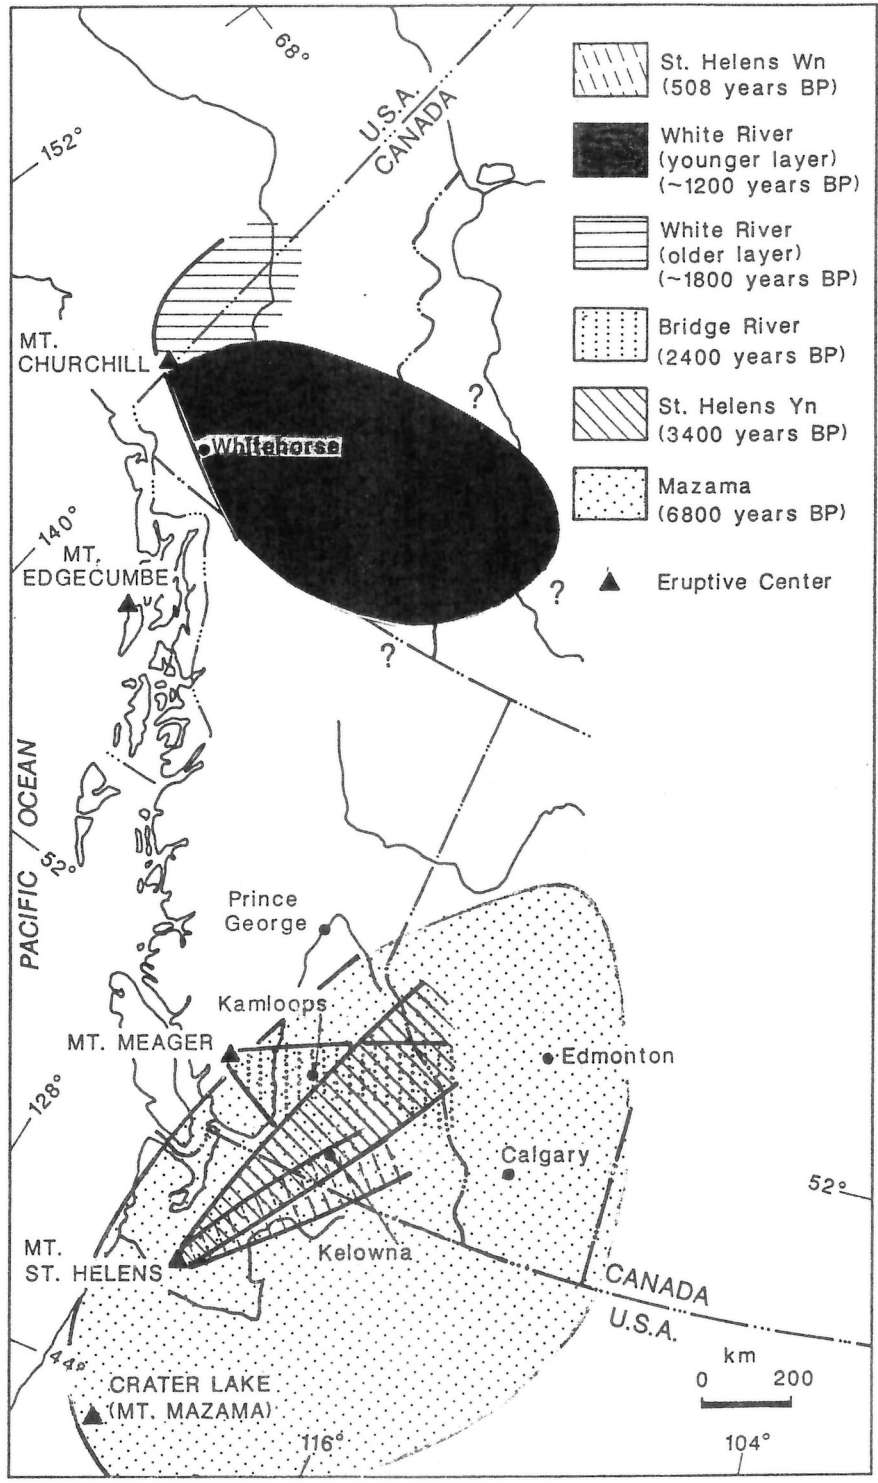 68°
152°
U.S.A.
CANADA
St. Helens Wn
(508 years BP)
White River
(younger layer)
(~1200 years BP)
White River
(older layer)
(~1800 years BP)
Bridge River
(2400 years BP)
St. Helens Yn
(3400 years BP)
Mazama
(6800 years BP)
Eruptive Center
MT.
CHURCHILL
?
Whitehorse
140°
MT.
EDGECUMBE
?
?
PACIFIC OCEAN
52°
Prince
George
Kamloops
MT. MEAGER
Edmonton
128°
Calgary
52°
MT.
ST. HELENS
Kelowna
CANADA
U.S.A.
44°
km
0 200
CRATER LAKE
(MT. MAZAMA)
116°
104°